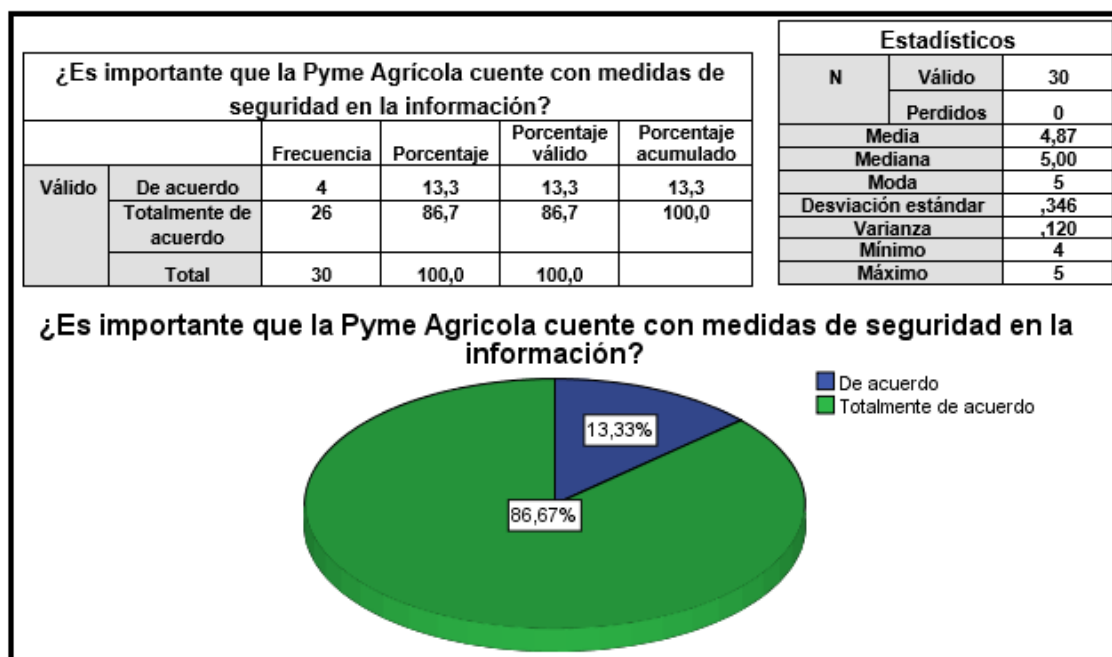 ¿Es importante que la Pyme Agrícola cuente con medidas de
seguridad en la información?
Frecuencia Porcentaje Porcentaje válido Porcentaje acumulado
Válido De acuerdo 4 13,3 13,3 13,3
Totalmente de acuerdo 26 86,7 86,7 100,0
Total 30 100,0 100,0
Estadísticos
N Válido 30
Perdidos 0
Media 4,87
Mediana 5,00
Moda 5
Desviación estándar ,346
Varianza ,120
Mínimo 4
Máximo 5
¿Es importante que la Pyme Agricola cuente con medidas de seguridad en la
información?
De acuerdo
Totalmente de acuerdo
13,33%
86,67%